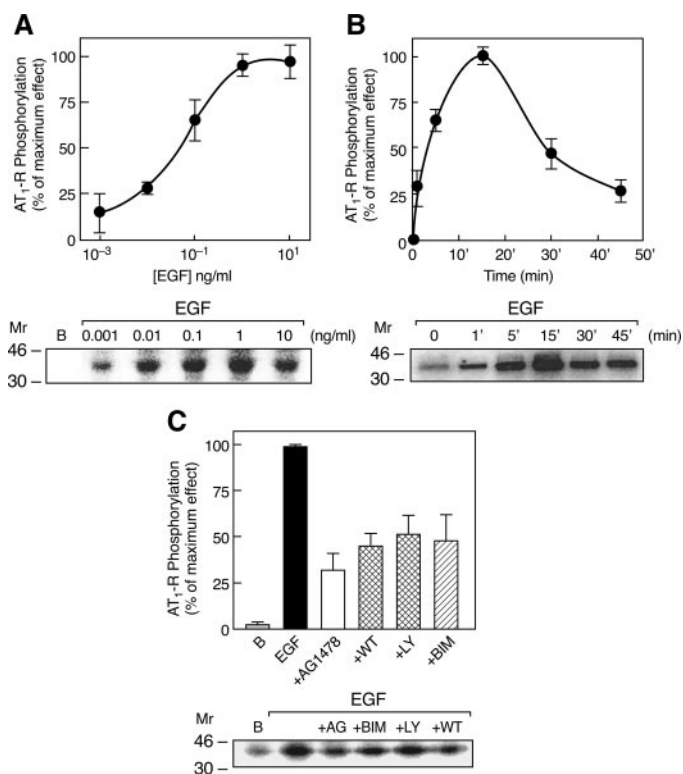 A
AT1-R Phosphorylation
(% of maximum effect)
100
75
50
25
0
10−3 10−1 101
[EGF] ng/ml
EGF
Mr B 0.001 0.01 0.1 1 10 (ng/ml)
46
30
B
AT1-R Phosphorylation
(% of maximum effect)
100
75
50
25
0
0 10' 20' 30' 40' 50'
Time (min)
EGF
Mr 0 1' 5' 15' 30' 45' (min)
46
30
C
AT1-R Phosphorylation
(% of maximum effect)
100
75
50
25
0
B EGF +AG1478 +WT +LY +BIM
EGF
Mr B +AG +BIM +LY +WT
46
30